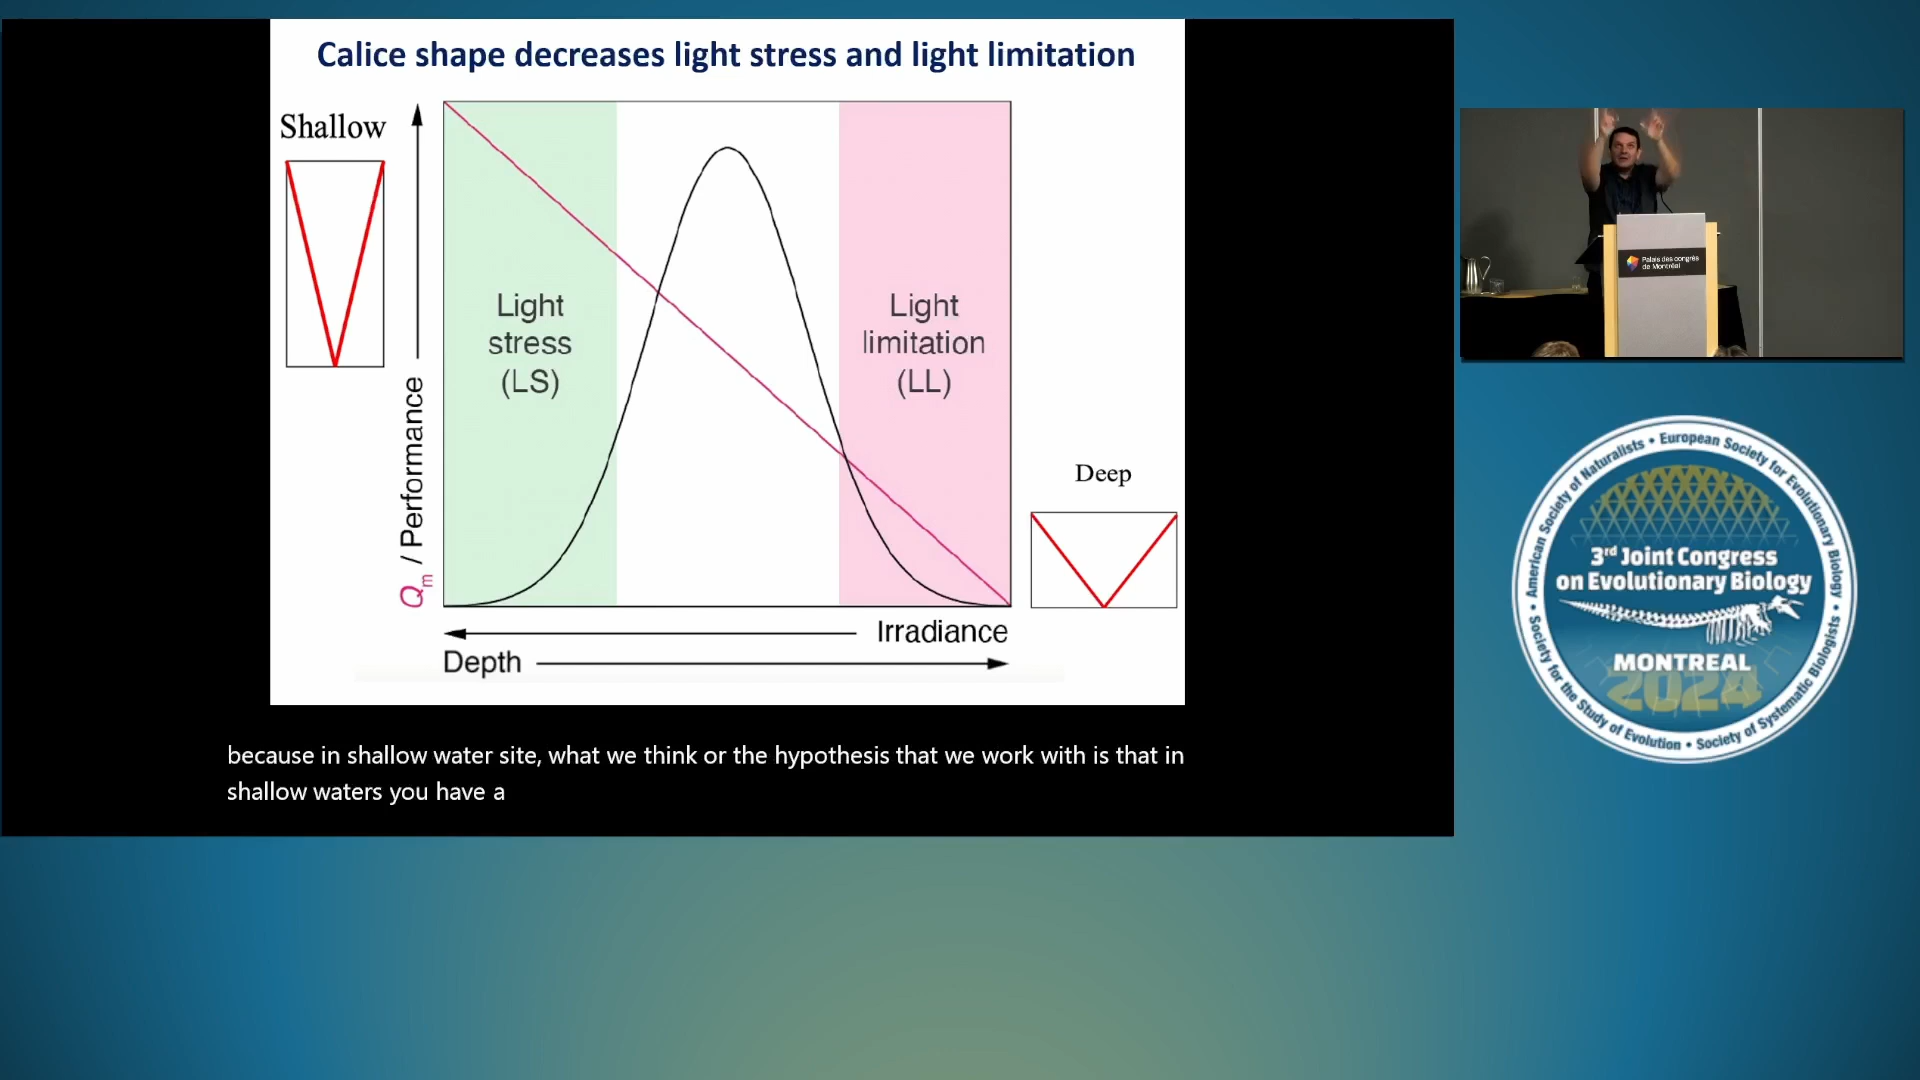 Calice shape decreases light stress and light limitation
Shallow
Light
stress
(LS)
Light
limitation
(LL)
Deep
Qm / Performance
Irradiance
Depth
because in shallow water site, what we think or the hypothesis that we work with is that in
shallow waters you have a
Palais des congrès
de Montréal
American Society of Naturalists • European Society for Evolutionary Biology •
Society for the Study of Evolution • Society of Systematic Biologists •
3rd Joint Congress
on Evolutionary Biology
MONTREAL
2024